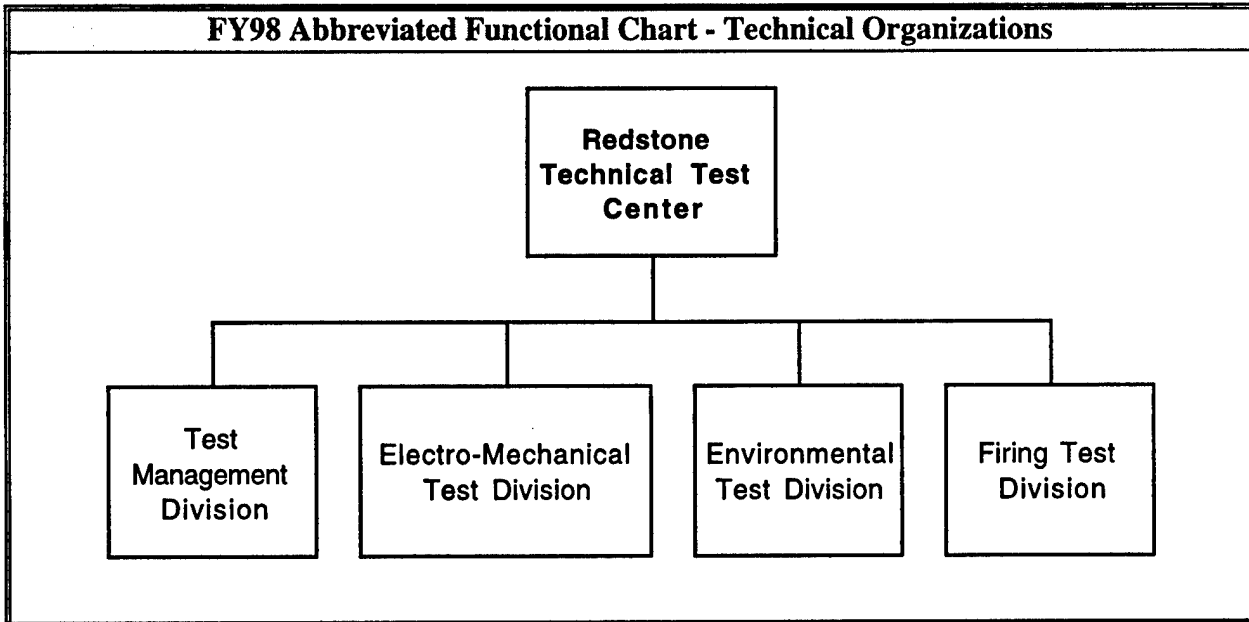 FY98 Abbreviated Functional Chart - Technical Organizations
Redstone
Technical Test
Center
Test
Management
Division
Electro-Mechanical
Test Division
Environmental
Test Division
Firing Test
Division